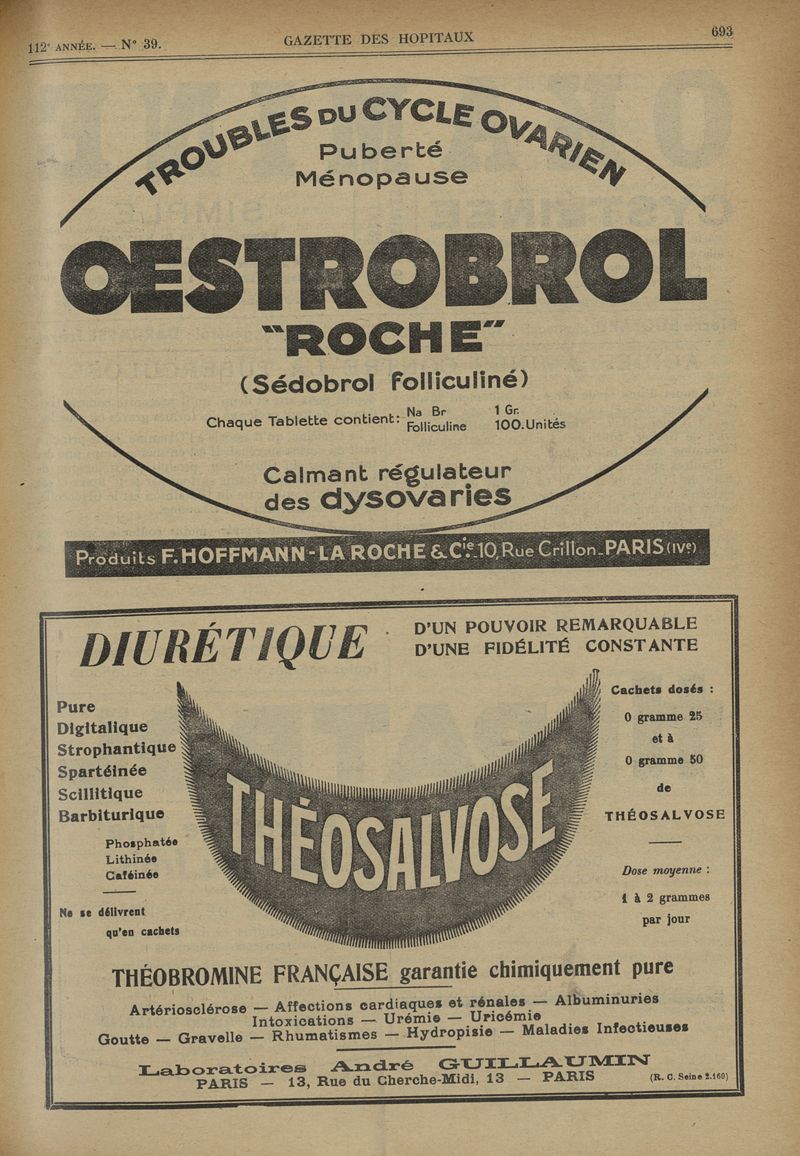 112ᵉ ANNÉE. — N° 39.
GAZETTE DES HOPITAUX
693
TROUBLES DU CYCLE OVARIEN
Puberté
Ménopause
OESTROBROL
"ROCHE"
(Sédobrol Folliculiné)
Chaque Tablette contient: Na Br 1 Gr.
Folliculine 100.Unités
Calmant régulateur
des dysovaries
Produits F.HOFFMANN-LA ROCHE & Cⁱᵉ.10, Rue Crillon_PARIS (IVᵉ)
DIURÉTIQUE
D'UN POUVOIR REMARQUABLE
D'UNE FIDÉLITÉ CONSTANTE
Pure
Digitalique
Strophantique
Spartéinée
Scillitique
Barbiturique
Phosphatée
Lithinée
Caféinée
Ne se délivrent
qu'en cachets
THÉOSALVOSE
Cachets dosés :
0 gramme 25
et à
0 gramme 50
de
THÉOSALVOSE
Dose moyenne :
1 à 2 grammes
par jour
THÉOBROMINE FRANÇAISE garantie chimiquement pure
Artériosclérose — Affections cardiaques et rénales — Albuminuries
Intoxications — Urémie — Uricémie
Goutte — Gravelle — Rhumatismes — Hydropisie — Maladies Infectieuses
Laboratoires André GUILLAUMIN
PARIS — 13, Rue du Cherche-Midi, 13 — PARIS
(R. C. Seine 2.160)